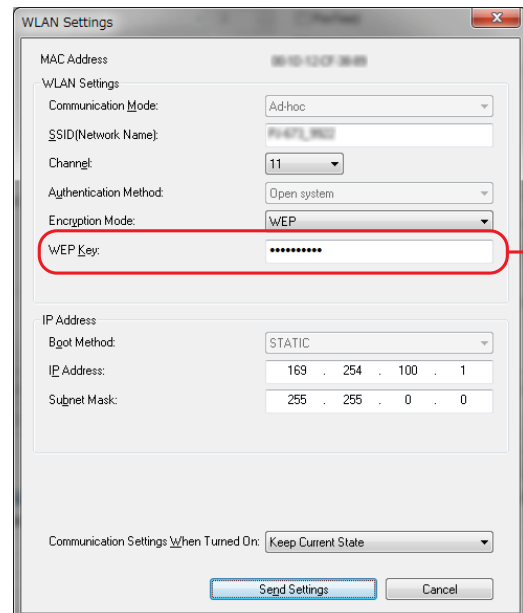 WLAN Settings
MAC Address
WLAN Settings
Communication Mode: Ad-hoc
SSID(Network Name):
Channel: 11
Authentication Method: Open system
Encryption Mode: WEP
WEP Key: ••••••••••
IP Address
Boot Method: STATIC
IP Address: 169 . 254 . 100 . 1
Subnet Mask: 255 . 255 . 0 . 0
Communication Settings When Turned On: Keep Current State
Send Settings Cancel